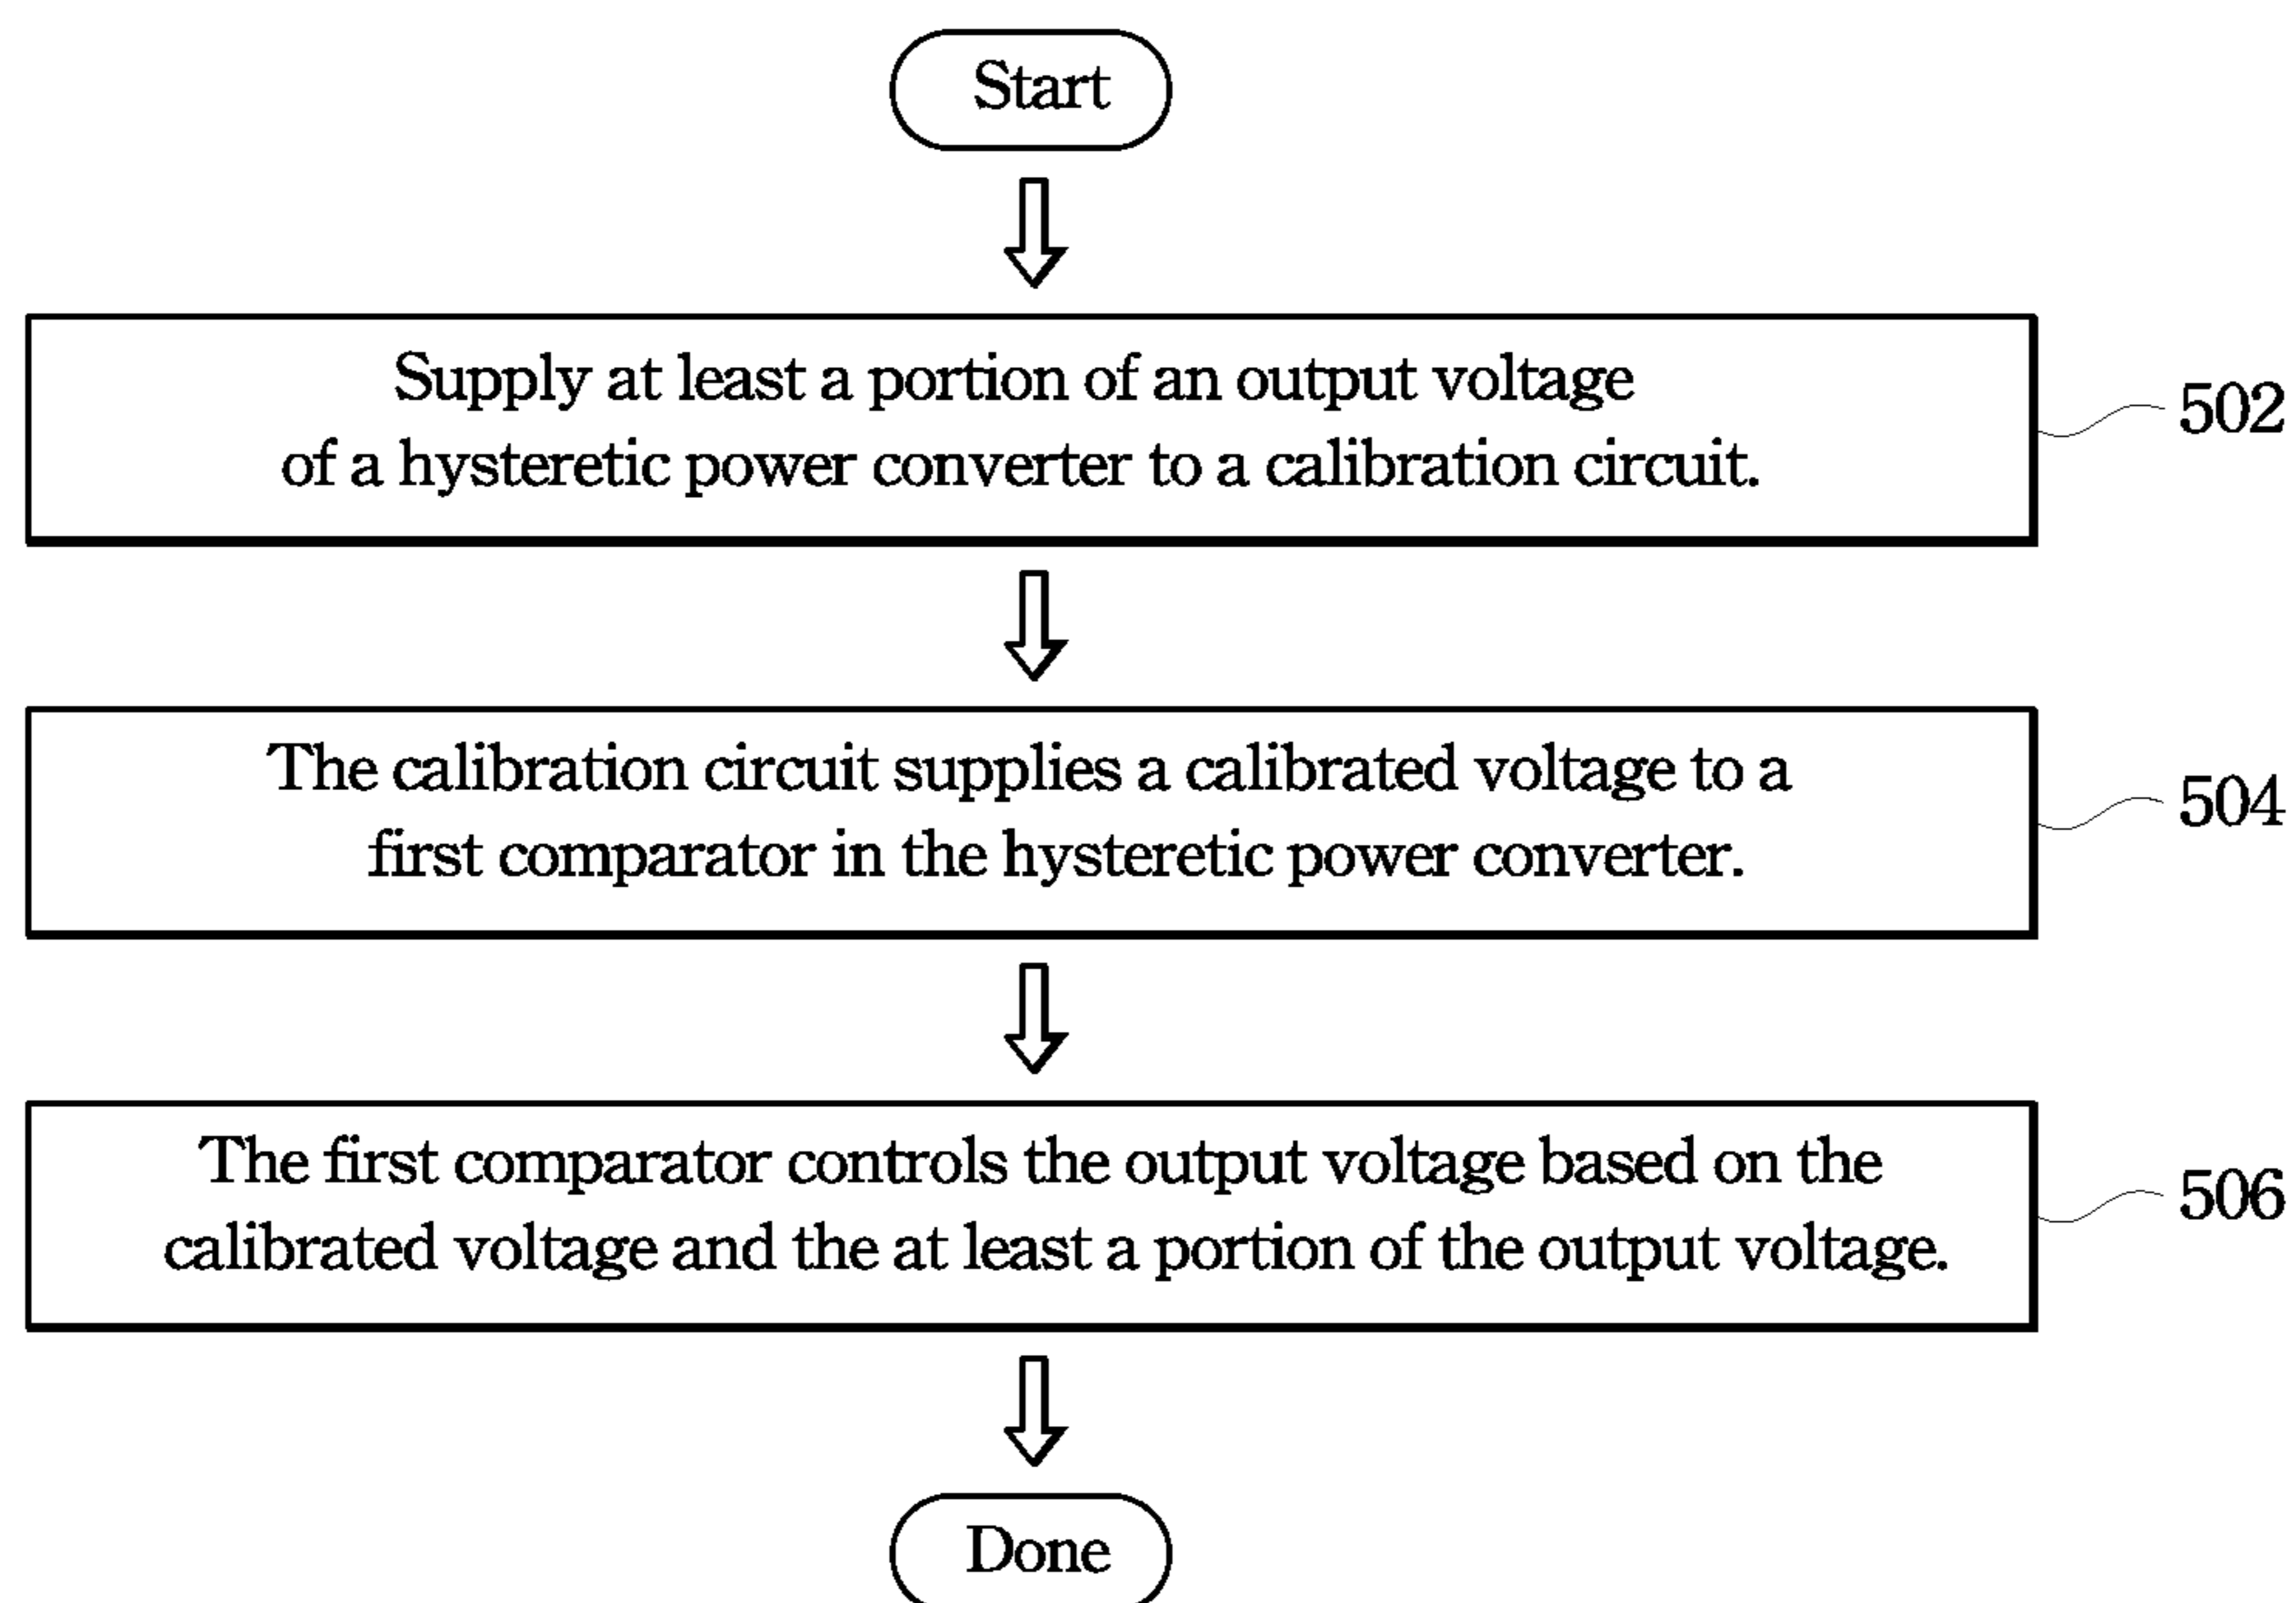 Start
Supply at least a portion of an output voltage
of a hysteretic power converter to a calibration circuit.
502
The calibration circuit supplies a calibrated voltage to a
first comparator in the hysteretic power converter.
504
The first comparator controls the output voltage based on the
calibrated voltage and the at least a portion of the output voltage.
506
Done